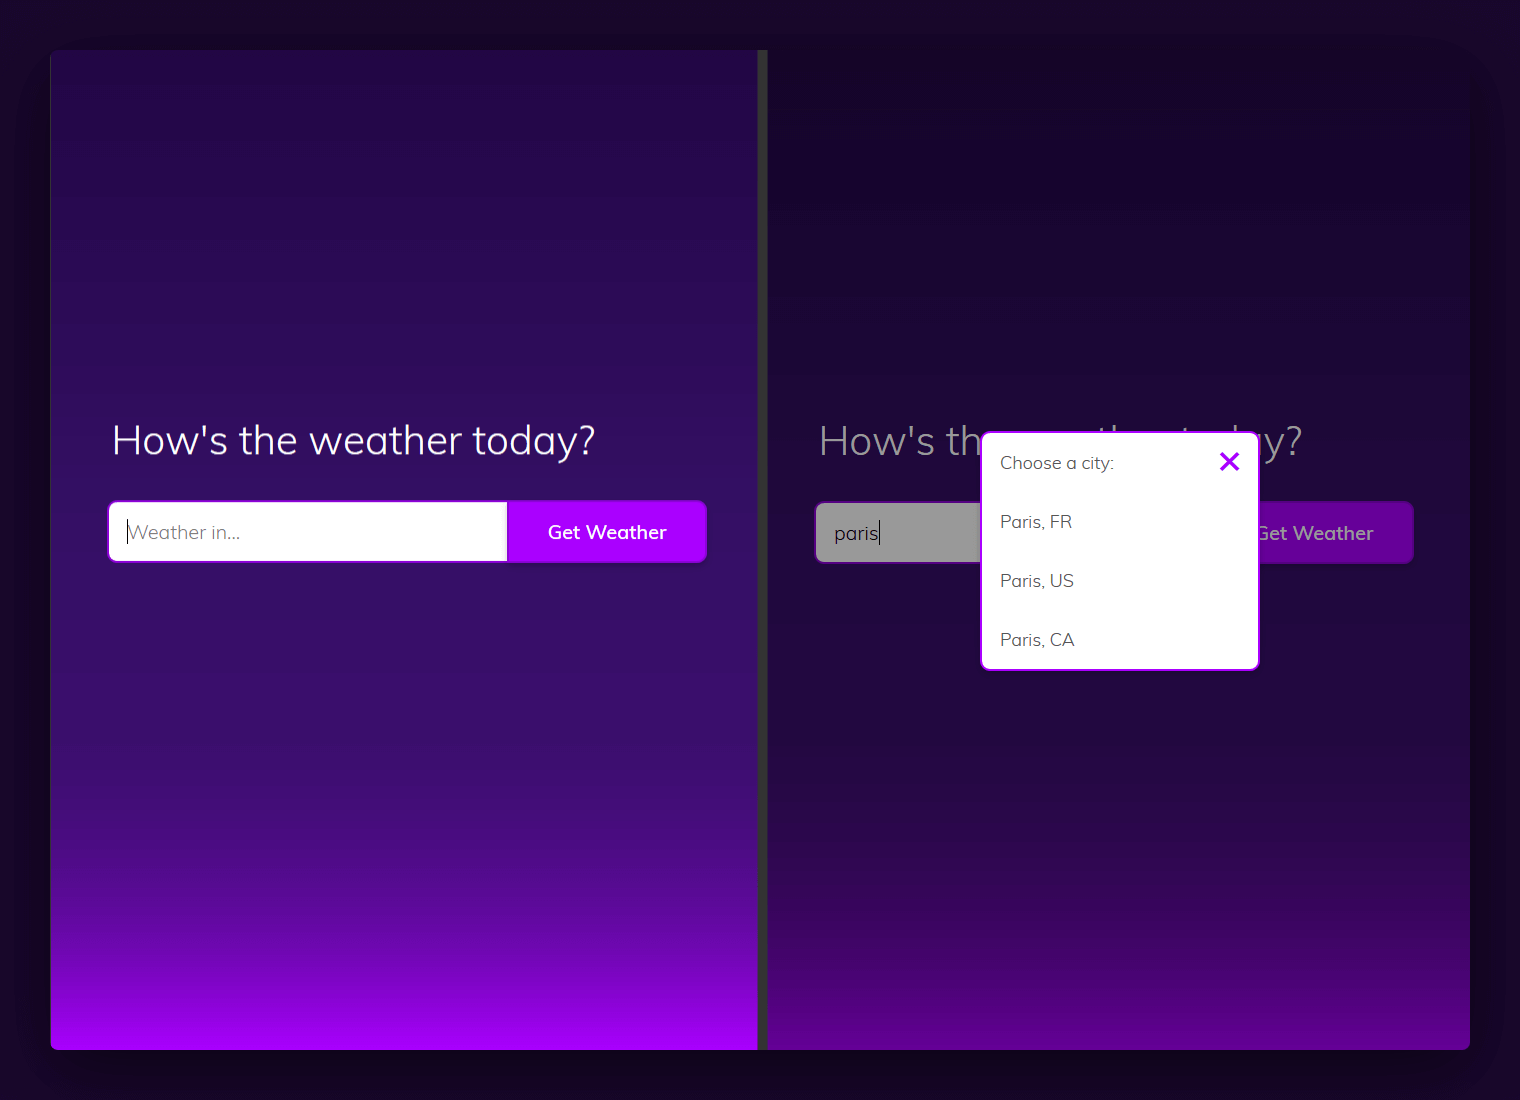 How's the weather today?
Weather in...
Get Weather
How's th
y?
paris
Get Weather
Choose a city:
Paris, FR
Paris, US
Paris, CA